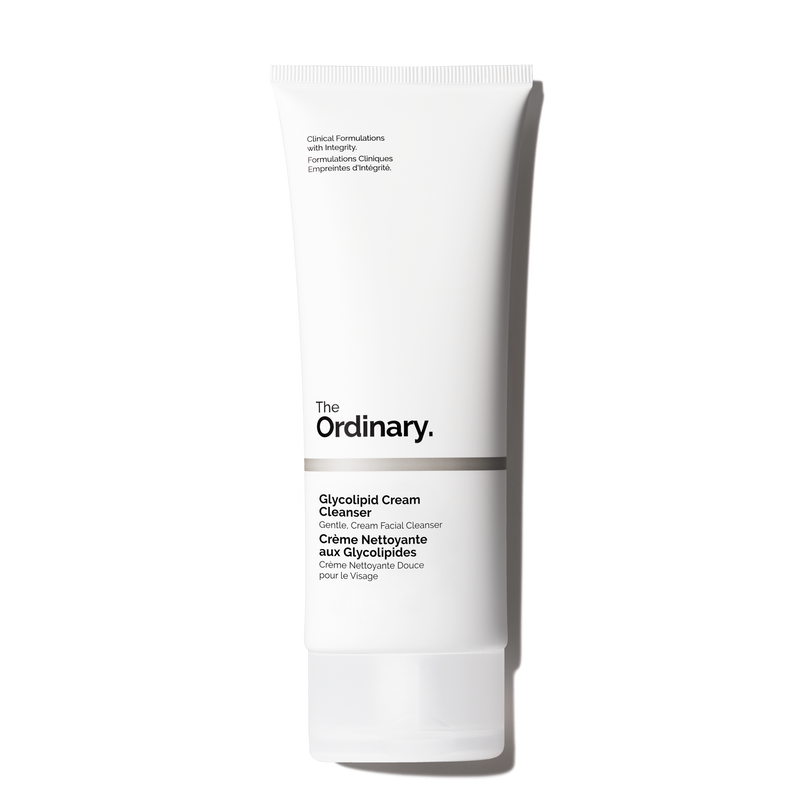 Clinical Formulations
with Integrity.
Formulations Cliniques
Empreintes d'Intégrité.
The
Ordinary.
Glycolipid Cream
Cleanser
Gentle, Cream Facial Cleanser
Crème Nettoyante
aux Glycolipides
Crème Nettoyante Douce
pour le Visage